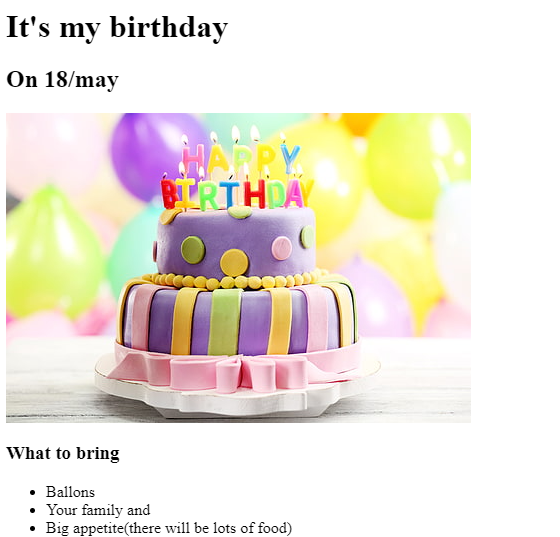 It's my birthday
On 18/may
HAPPY
BIRTHDAY
What to bring
Ballons
Your family and
Big appetite(there will be lots of food)